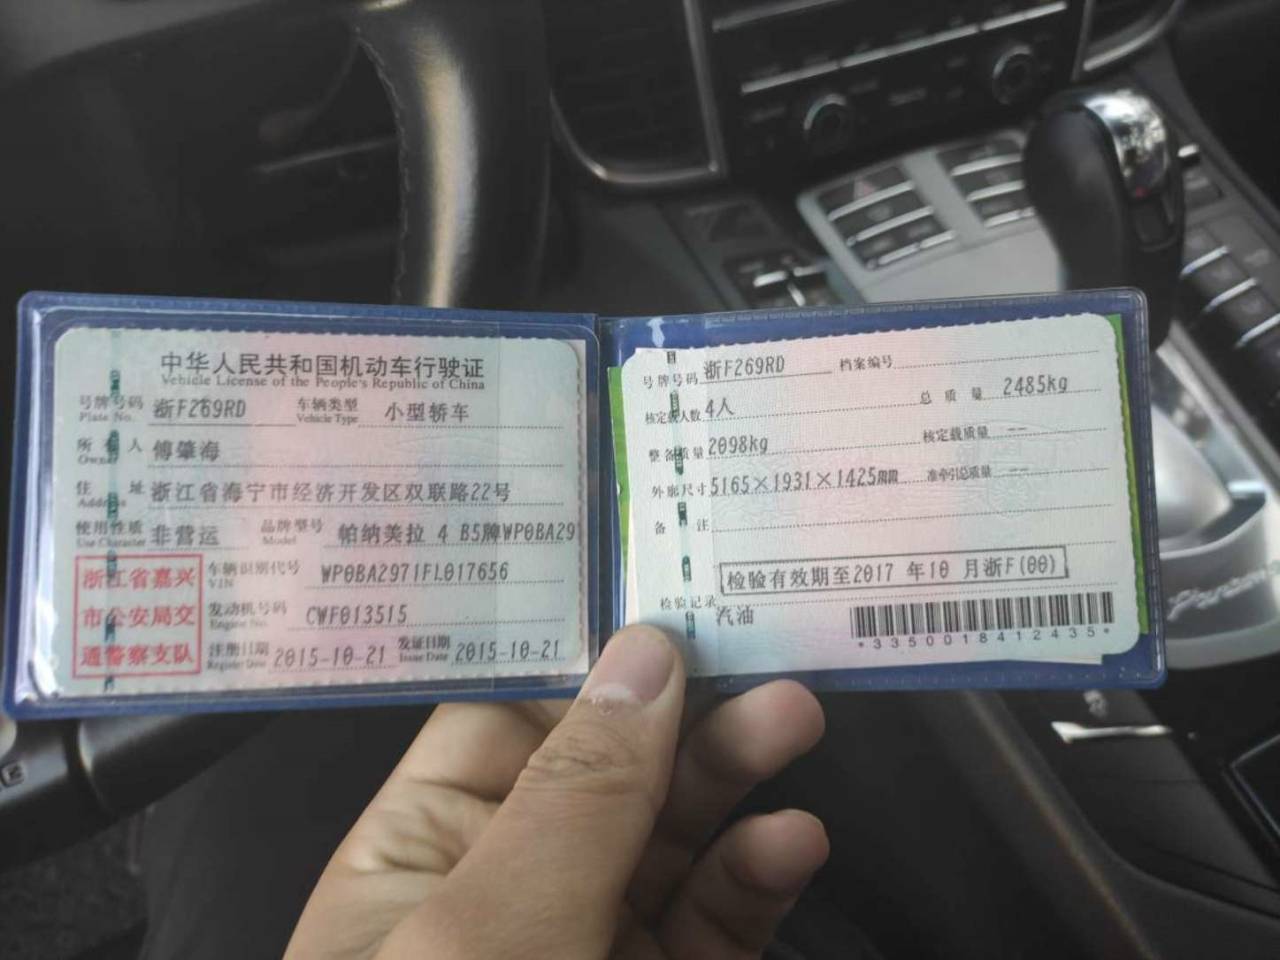 中华人民共和国机动车行驶证
Vehicle License of the People's Republic of China
号牌号码 浙F269RD 车辆类型 小型轿车
Plate No. Vehicle Type
所有人 傅肇海
Owner
住址 浙江省海宁市经济开发区双联路22号
Address
使用性质 非营运 品牌型号 帕纳美拉 4 B5牌WP0BA29
Use Character Model
浙江省嘉兴
市公安局交
通警察支队
车辆识别代号 WP0BA2971FL017656
VIN
发动机号码 CWF013515
Engine No.
注册日期 2015-10-21 发证日期 2015-10-21
Register Date Issue Date
号牌号码 浙F269RD 档案编号
核定载人数 4人 总质量 2485kg
整备质量 2098kg 核定载质量 --
外廓尺寸 5165×1931×1425mm 准牵引总质量 --
备注
检验有效期至2017 年10 月浙F(00)
检验记录
汽油
*3350018412435*